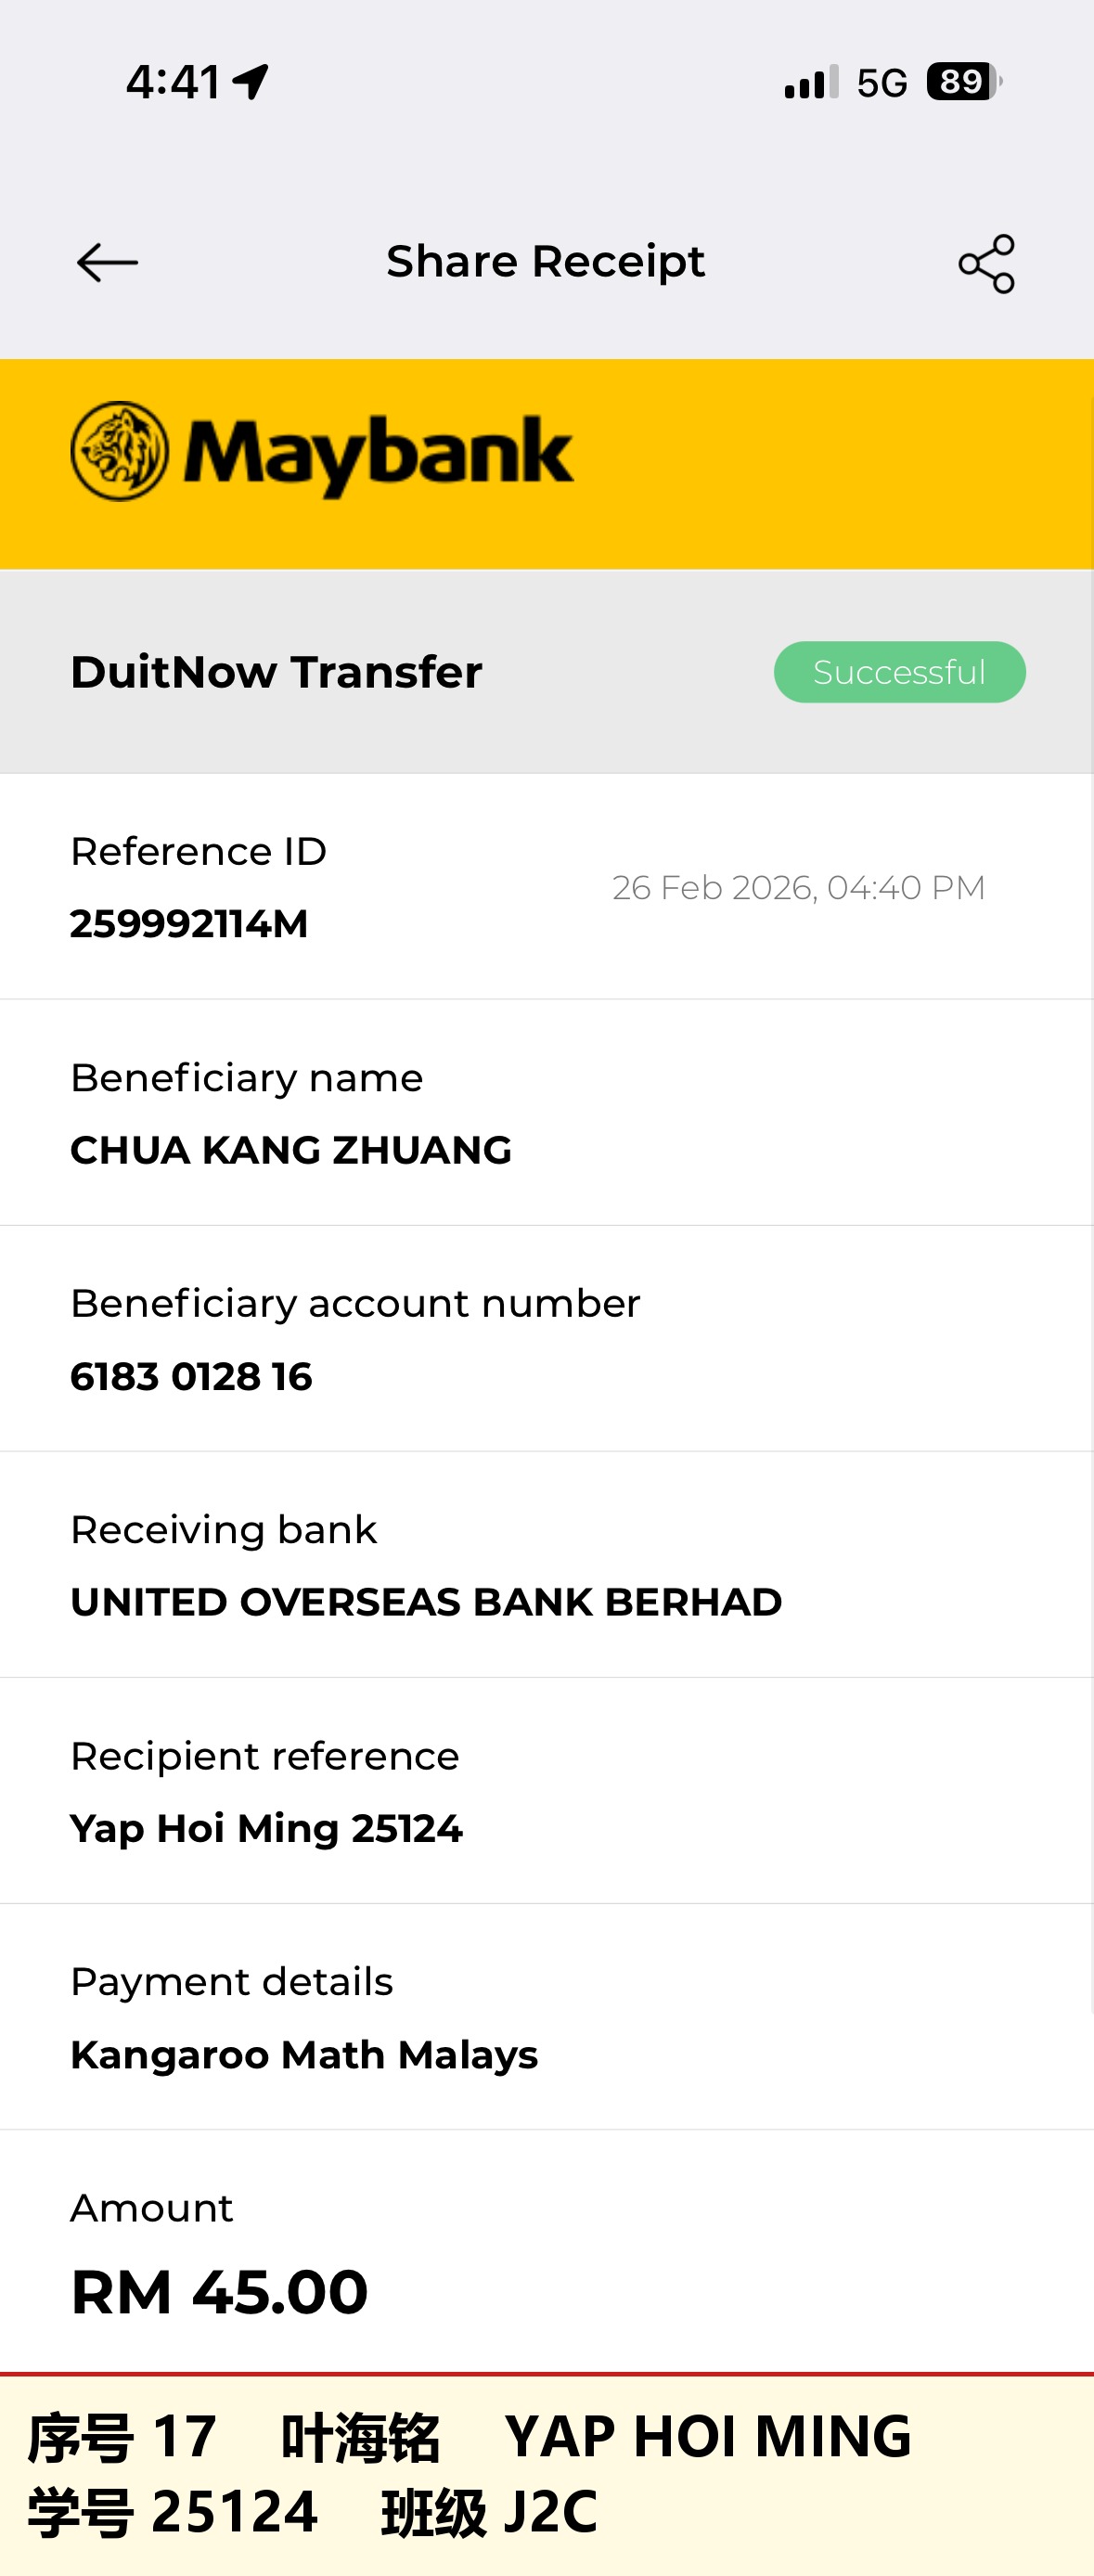 4:41 5G 89
Share Receipt
Maybank
DuitNow Transfer Successful
Reference ID
26 Feb 2026, 04:40 PM
259992114M
Beneficiary name
CHUA KANG ZHUANG
Beneficiary account number
6183 0128 16
Receiving bank
UNITED OVERSEAS BANK BERHAD
Recipient reference
Yap Hoi Ming 25124
Payment details
Kangaroo Math Malays
Amount
RM 45.00
序号 17 叶海铭 YAP HOI MING
学号 25124 班级 J2C